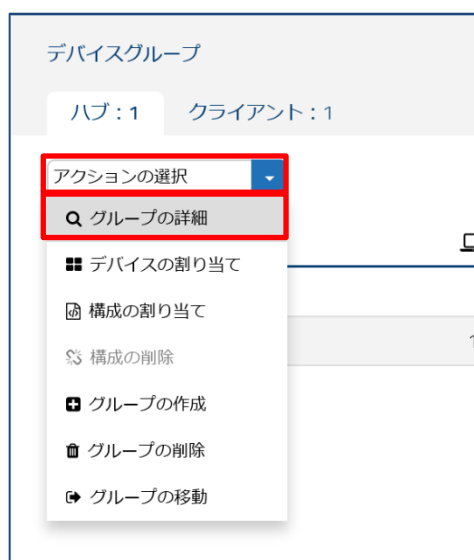 デバイスグループ
ハブ：1 クライアント：1
アクションの選択
グループの詳細
デバイスの割り当て
構成の割り当て
構成の削除
グループの作成
グループの削除
グループの移動